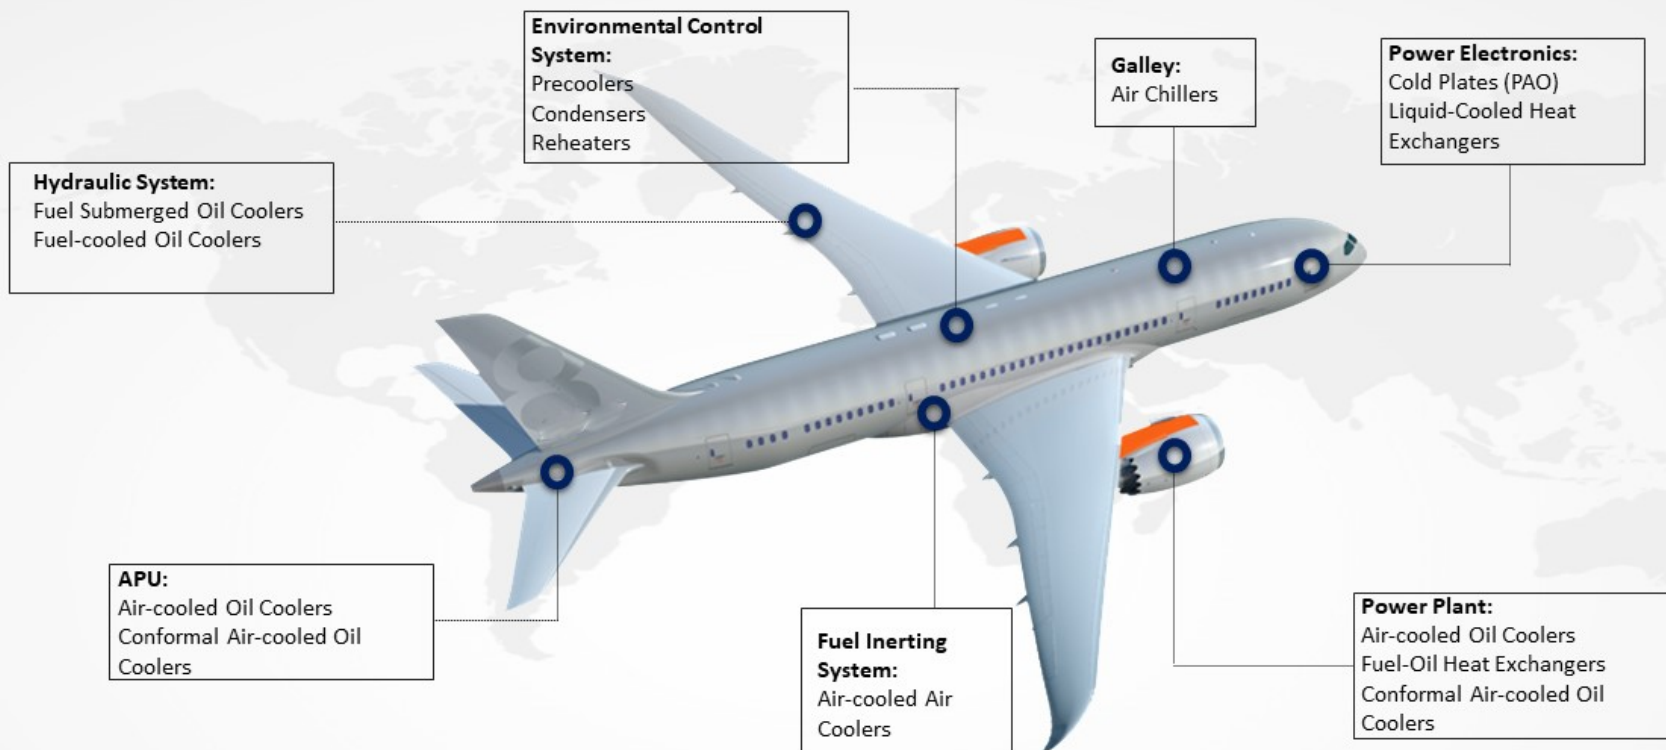 Environmental Control
System:
Precoolers
Condensers
Reheaters
Galley:
Air Chillers
Power Electronics:
Cold Plates (PAO)
Liquid-Cooled Heat
Exchangers
Hydraulic System:
Fuel Submerged Oil Coolers
Fuel-cooled Oil Coolers
APU:
Air-cooled Oil Coolers
Conformal Air-cooled Oil
Coolers
Fuel Inerting
System:
Air-cooled Air
Coolers
Power Plant:
Air-cooled Oil Coolers
Fuel-Oil Heat Exchangers
Conformal Air-cooled Oil
Coolers
8